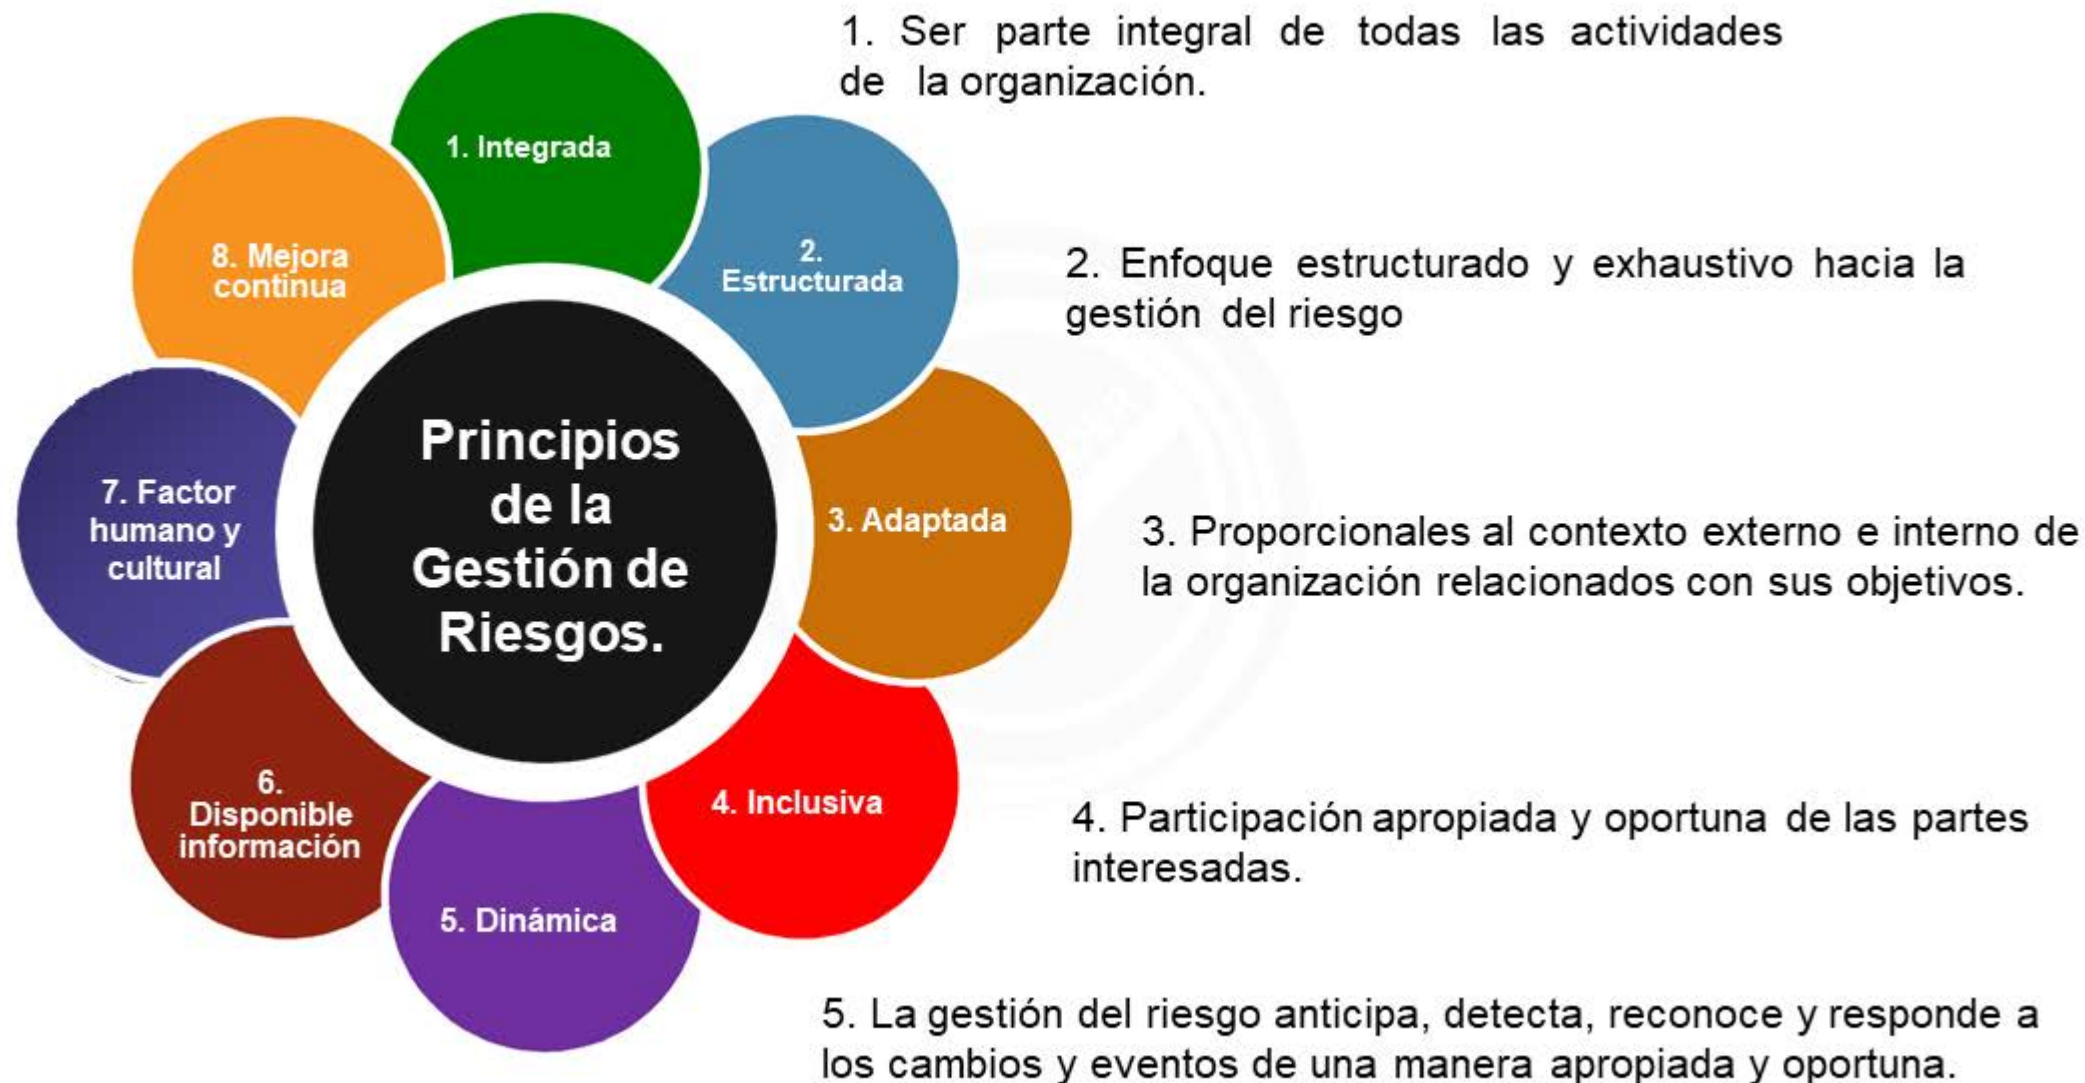 1. Ser parte integral de todas las actividades
de la organización.
1. Integrada
2.
Estructurada
2. Enfoque estructurado y exhaustivo hacia la
gestión del riesgo
3. Adaptada
3. Proporcionales al contexto externo e interno de
la organización relacionados con sus objetivos.
4. Inclusiva
4. Participación apropiada y oportuna de las partes
interesadas.
5. Dinámica
5. La gestión del riesgo anticipa, detecta, reconoce y responde a
los cambios y eventos de una manera apropiada y oportuna.
6.
Disponible
información
7. Factor
humano y
cultural
8. Mejora
continua
Principios
de la
Gestión de
Riesgos.